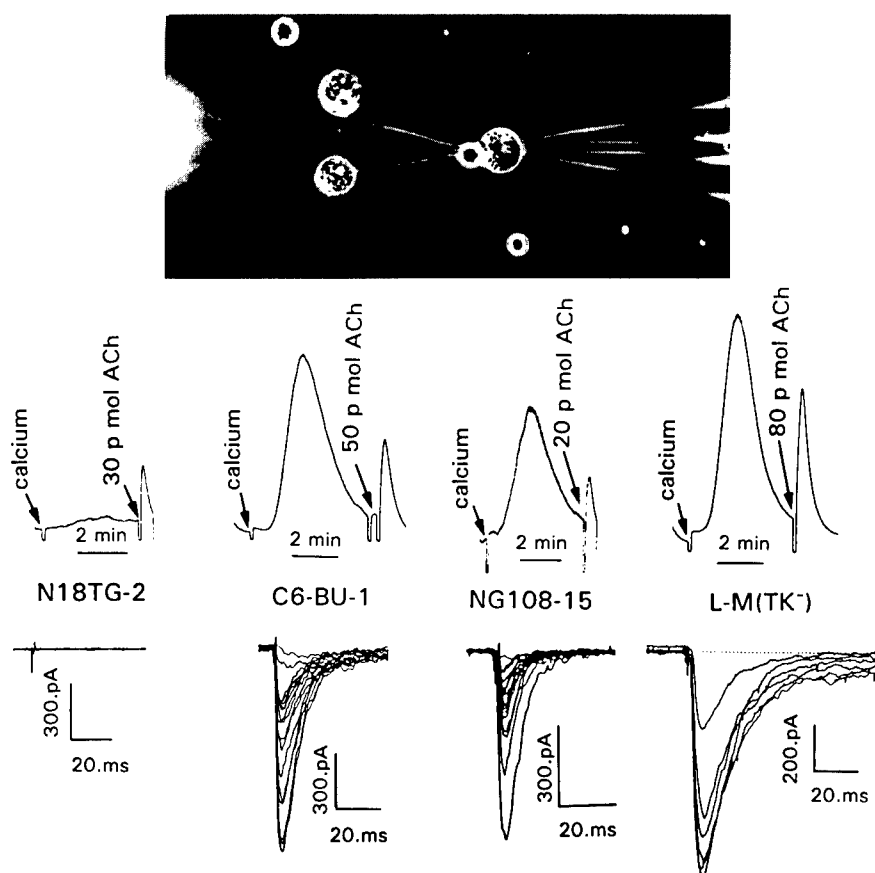 calcium
30 p mol ACh
2 min
N18TG-2
calcium
50 p mol ACh
2 min
C6-BU-1
calcium
20 p mol ACh
2 min
NG108-15
calcium
80 p mol ACh
2 min
L-M(TK⁻)
300.pA
20.ms
300.pA
20.ms
300.pA
20.ms
200.pA
20.ms